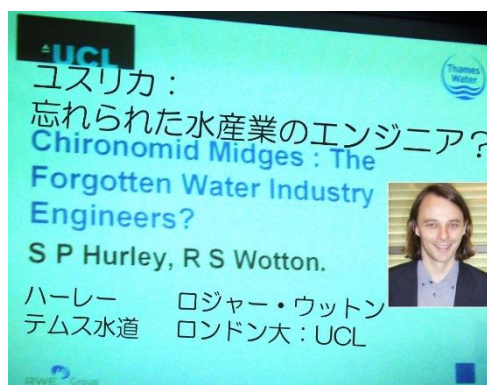 UCL
Thames
Water
ユスリカ：
忘れられた水産業のエンジニア？
Chironomid Midges : The
Forgotten Water Industry
Engineers?
S P Hurley, R S Wotton.
ハーレー ロジャー・ウットン
テムス水道 ロンドン大：UCL
RWE Group